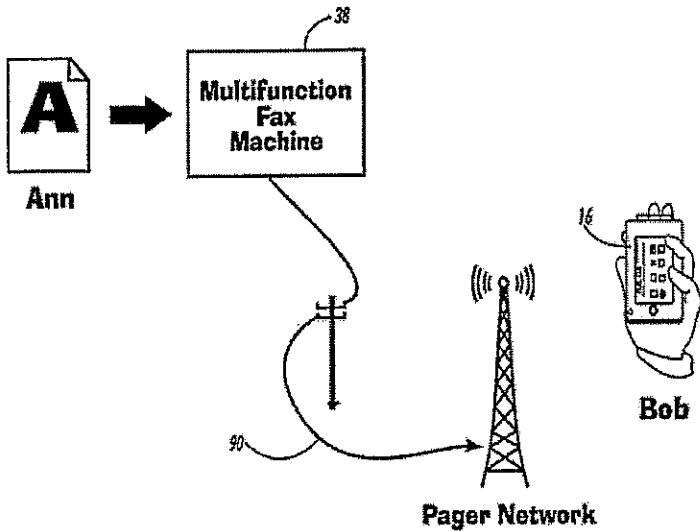 38
A
Multifunction
Fax
Machine
Ann
16
Bob
90
Pager Network